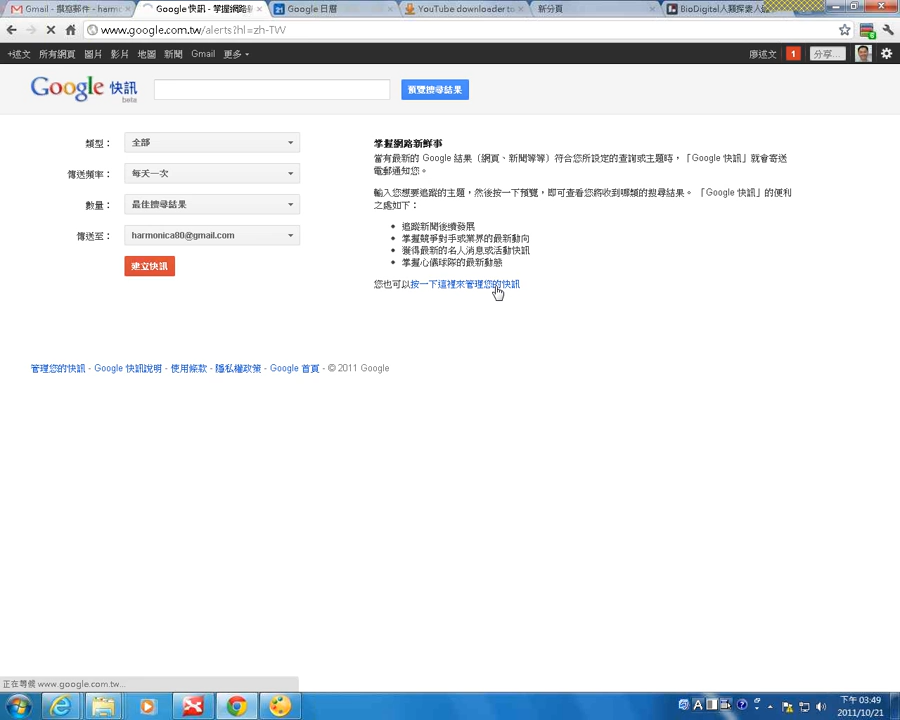 Gmail - 撰寫郵件 - harmo
Google 快訊 - 掌握網路
Google 日曆
YouTube downloader to
新分頁
BioDigital人類探索人
www.google.com.tw/alerts?hl=zh-TW
+述文 所有網頁 圖片 影片 地圖 新聞 Gmail 更多
廖述文 1 分享...
Google 快訊
beta
預覽搜尋結果
類型： 全部
傳送頻率： 每天一次
數量： 最佳搜尋結果
傳送至： harmonica80@gmail.com
建立快訊
掌握網路新鮮事
當有最新的 Google 結果（網頁、新聞等等）符合您所設定的查詢或主題時，「Google 快訊」就會寄送
電郵通知您。
輸入您想要追蹤的主題，然後按一下預覽，即可查看您將收到哪類的搜尋結果。 「Google 快訊」的便利
之處如下：
• 追蹤新聞後續發展
• 掌握競爭對手或業界的最新動向
• 獲得最新的名人消息或活動快訊
• 掌握心儀球隊的最新動態
您也可以按一下這裡來管理您的快訊
管理您的快訊 - Google 快訊說明 - 使用條款 - 隱私權政策 - Google 首頁 - © 2011 Google
正在等候 www.google.com.tw...
下午 03:49
2011/10/21